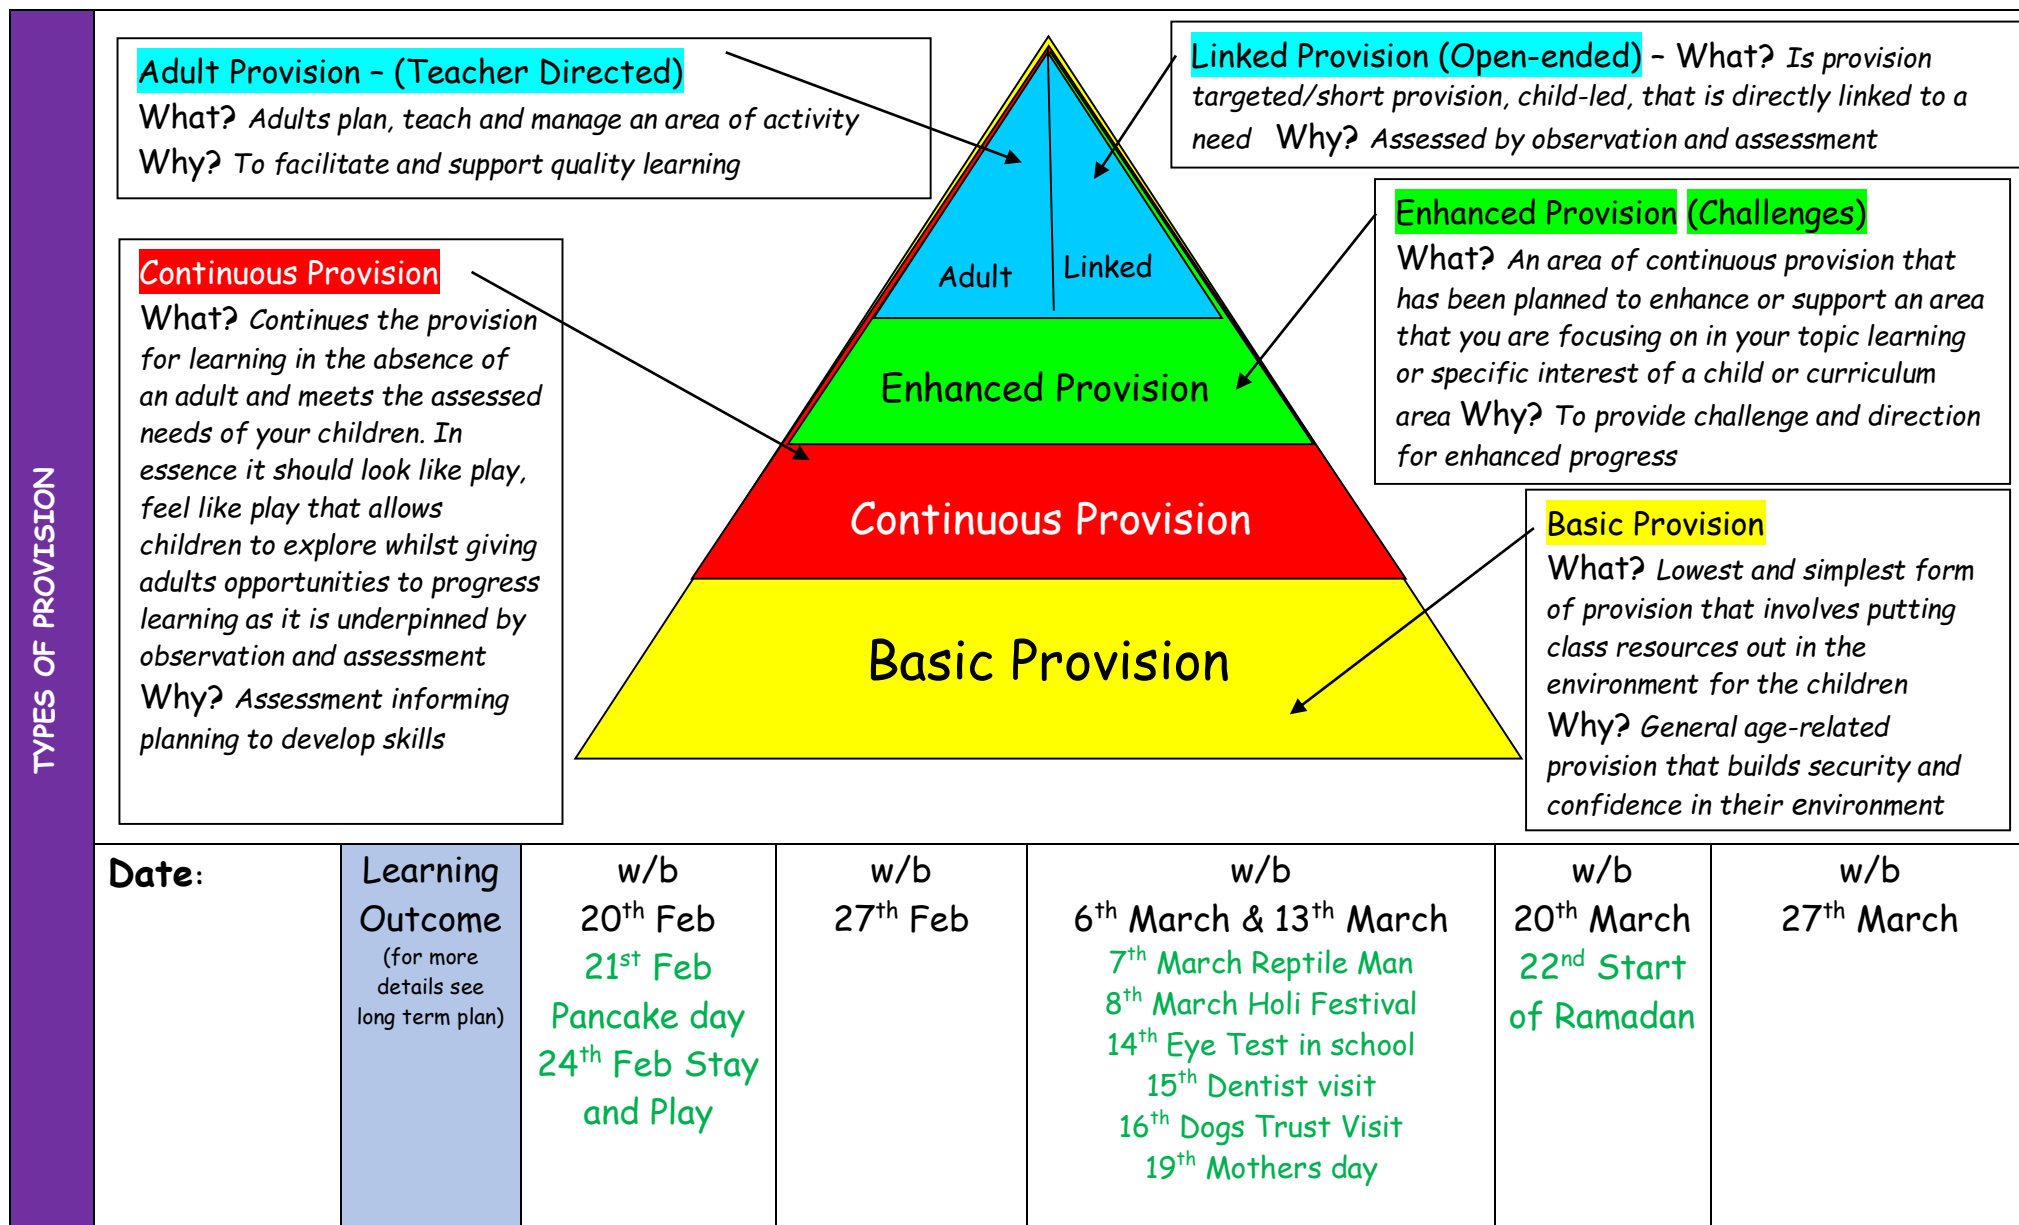 TYPES OF PROVISION
Adult Provision – (Teacher Directed)
What? Adults plan, teach and manage an area of activity
Why? To facilitate and support quality learning
Linked Provision (Open-ended) – What? Is provision
targeted/short provision, child-led, that is directly linked to a
need Why? Assessed by observation and assessment
Continuous Provision
What? Continues the provision
for learning in the absence of
an adult and meets the assessed
needs of your children. In
essence it should look like play,
feel like play that allows
children to explore whilst giving
adults opportunities to progress
learning as it is underpinned by
observation and assessment
Why? Assessment informing
planning to develop skills
Adult
Linked
Enhanced Provision
Continuous Provision
Basic Provision
Enhanced Provision (Challenges)
What? An area of continuous provision that
has been planned to enhance or support an area
that you are focusing on in your topic learning
or specific interest of a child or curriculum
area Why? To provide challenge and direction
for enhanced progress
Basic Provision
What? Lowest and simplest form
of provision that involves putting
class resources out in the
environment for the children
Why? General age-related
provision that builds security and
confidence in their environment
Date:
Learning
Outcome
(for more
details see
long term plan)
w/b
20th Feb
21st Feb
Pancake day
24th Feb Stay
and Play
w/b
27th Feb
w/b
6th March & 13th March
7th March Reptile Man
8th March Holi Festival
14th Eye Test in school
15th Dentist visit
16th Dogs Trust Visit
19th Mothers day
w/b
20th March
22nd Start
of Ramadan
w/b
27th March